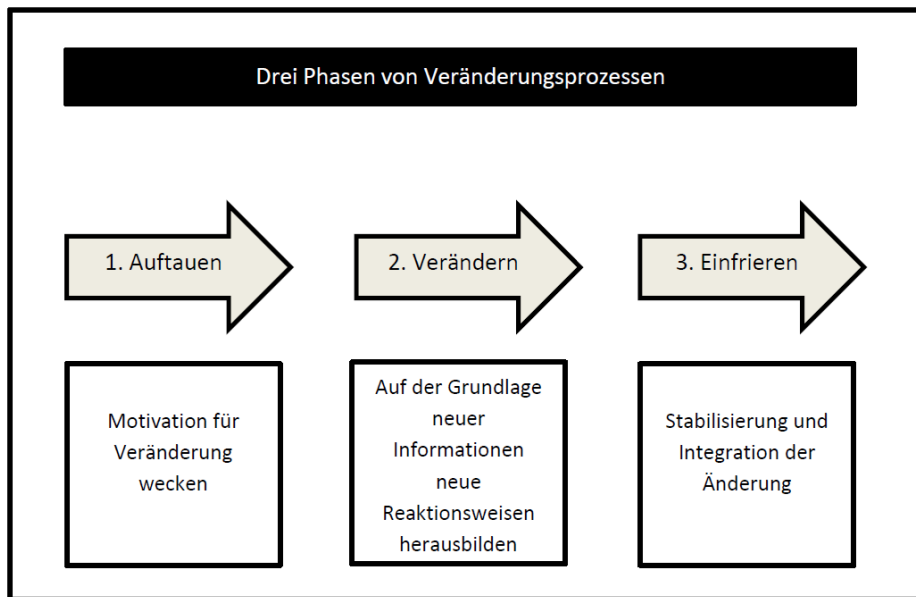 Drei Phasen von Veränderungsprozessen
1. Auftauen
2. Verändern
3. Einfrieren
Motivation für
Veränderung
wecken
Auf der Grundlage
neuer
Informationen
neue
Reaktionsweisen
herausbilden
Stabilisierung und
Integration der
Änderung